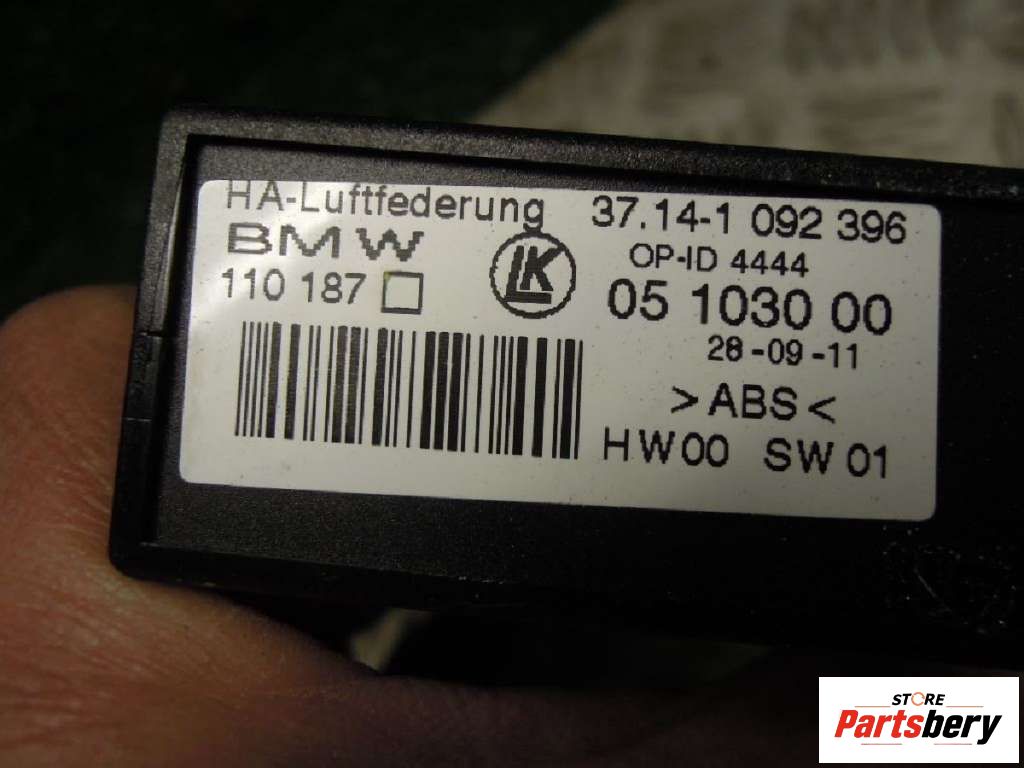 HA-Luftfederung 37.14-1 092 396
BMW LK OP-ID 4444
110 187 05 1030 00
28-09-11
>ABS<
HW00 SW01
STORE
Partsbery